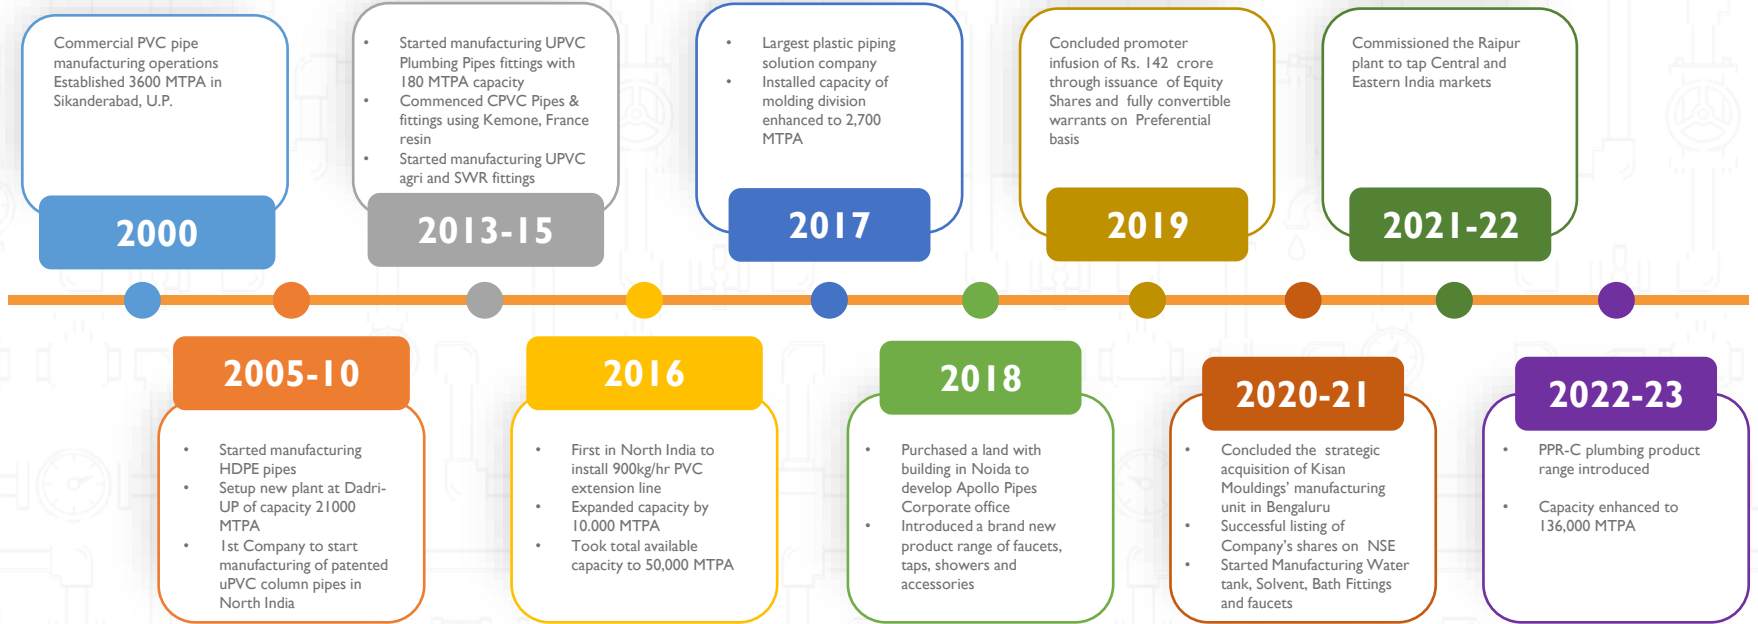 Commercial PVC pipe
manufacturing operations
Established 3600 MTPA in
Sikanderabad, U.P.
2000
• Started manufacturing UPVC
Plumbing Pipes fittings with
180 MTPA capacity
• Commenced CPVC Pipes &
fittings using Kemone, France
resin
• Started manufacturing UPVC
agri and SWR fittings
2013-15
• Largest plastic piping
solution company
• Installed capacity of
molding division
enhanced to 2,700
MTPA
2017
Concluded promoter
infusion of Rs. 142 crore
through issuance of Equity
Shares and fully convertible
warrants on Preferential
basis
2019
Commissioned the Raipur
plant to tap Central and
Eastern India markets
2021-22
2005-10
• Started manufacturing
HDPE pipes
• Setup new plant at Dadri-
UP of capacity 21000
MTPA
• 1st Company to start
manufacturing of patented
uPVC column pipes in
North India
2016
• First in North India to
install 900kg/hr PVC
extension line
• Expanded capacity by
10.000 MTPA
• Took total available
capacity to 50,000 MTPA
2018
• Purchased a land with
building in Noida to
develop Apollo Pipes
Corporate office
• Introduced a brand new
product range of faucets,
taps, showers and
accessories
2020-21
• Concluded the strategic
acquisition of Kisan
Mouldings' manufacturing
unit in Bengaluru
• Successful listing of
Company's shares on NSE
• Started Manufacturing Water
tank, Solvent, Bath Fittings
and faucets
2022-23
• PPR-C plumbing product
range introduced
• Capacity enhanced to
136,000 MTPA